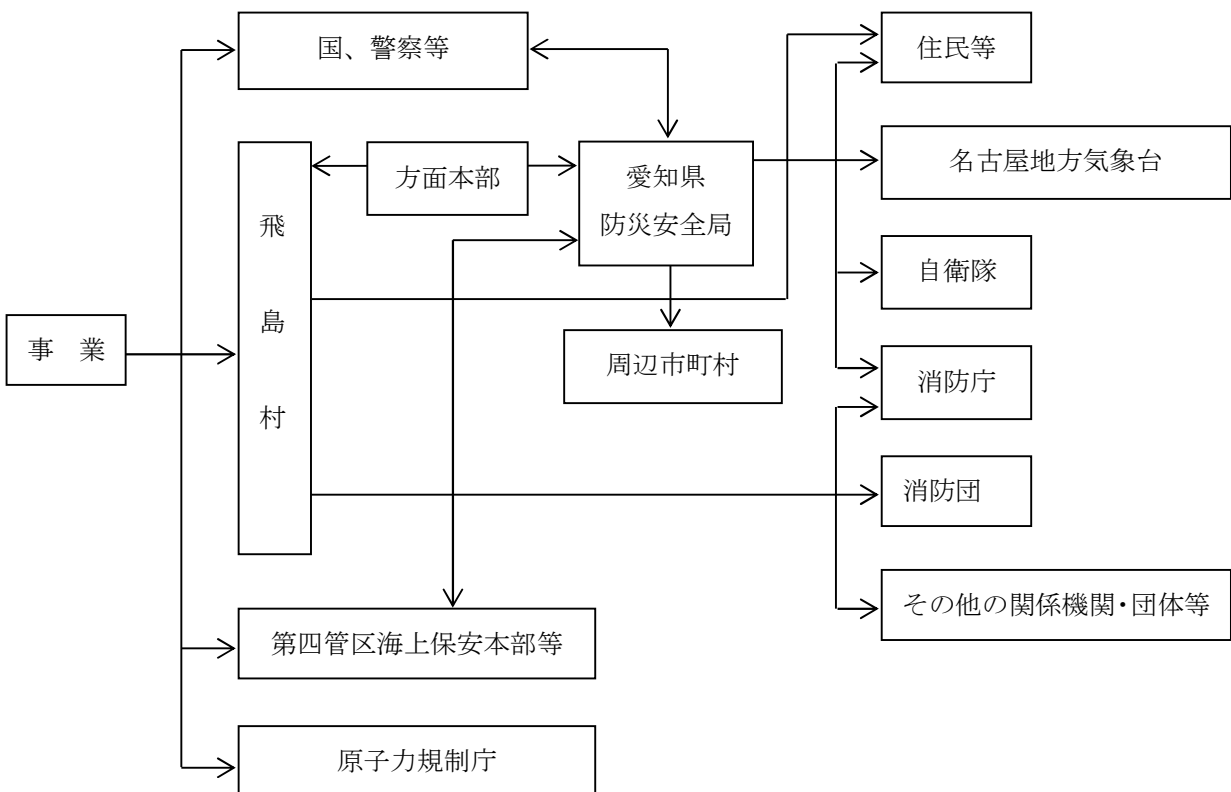 国、警察等
住民等
方面本部
愛知県
防災安全局
名古屋地方気象台
飛
島
村
自衛隊
事　業
周辺市町村
消防庁
消防団
第四管区海上保安本部等
その他の関係機関・団体等
原子力規制庁